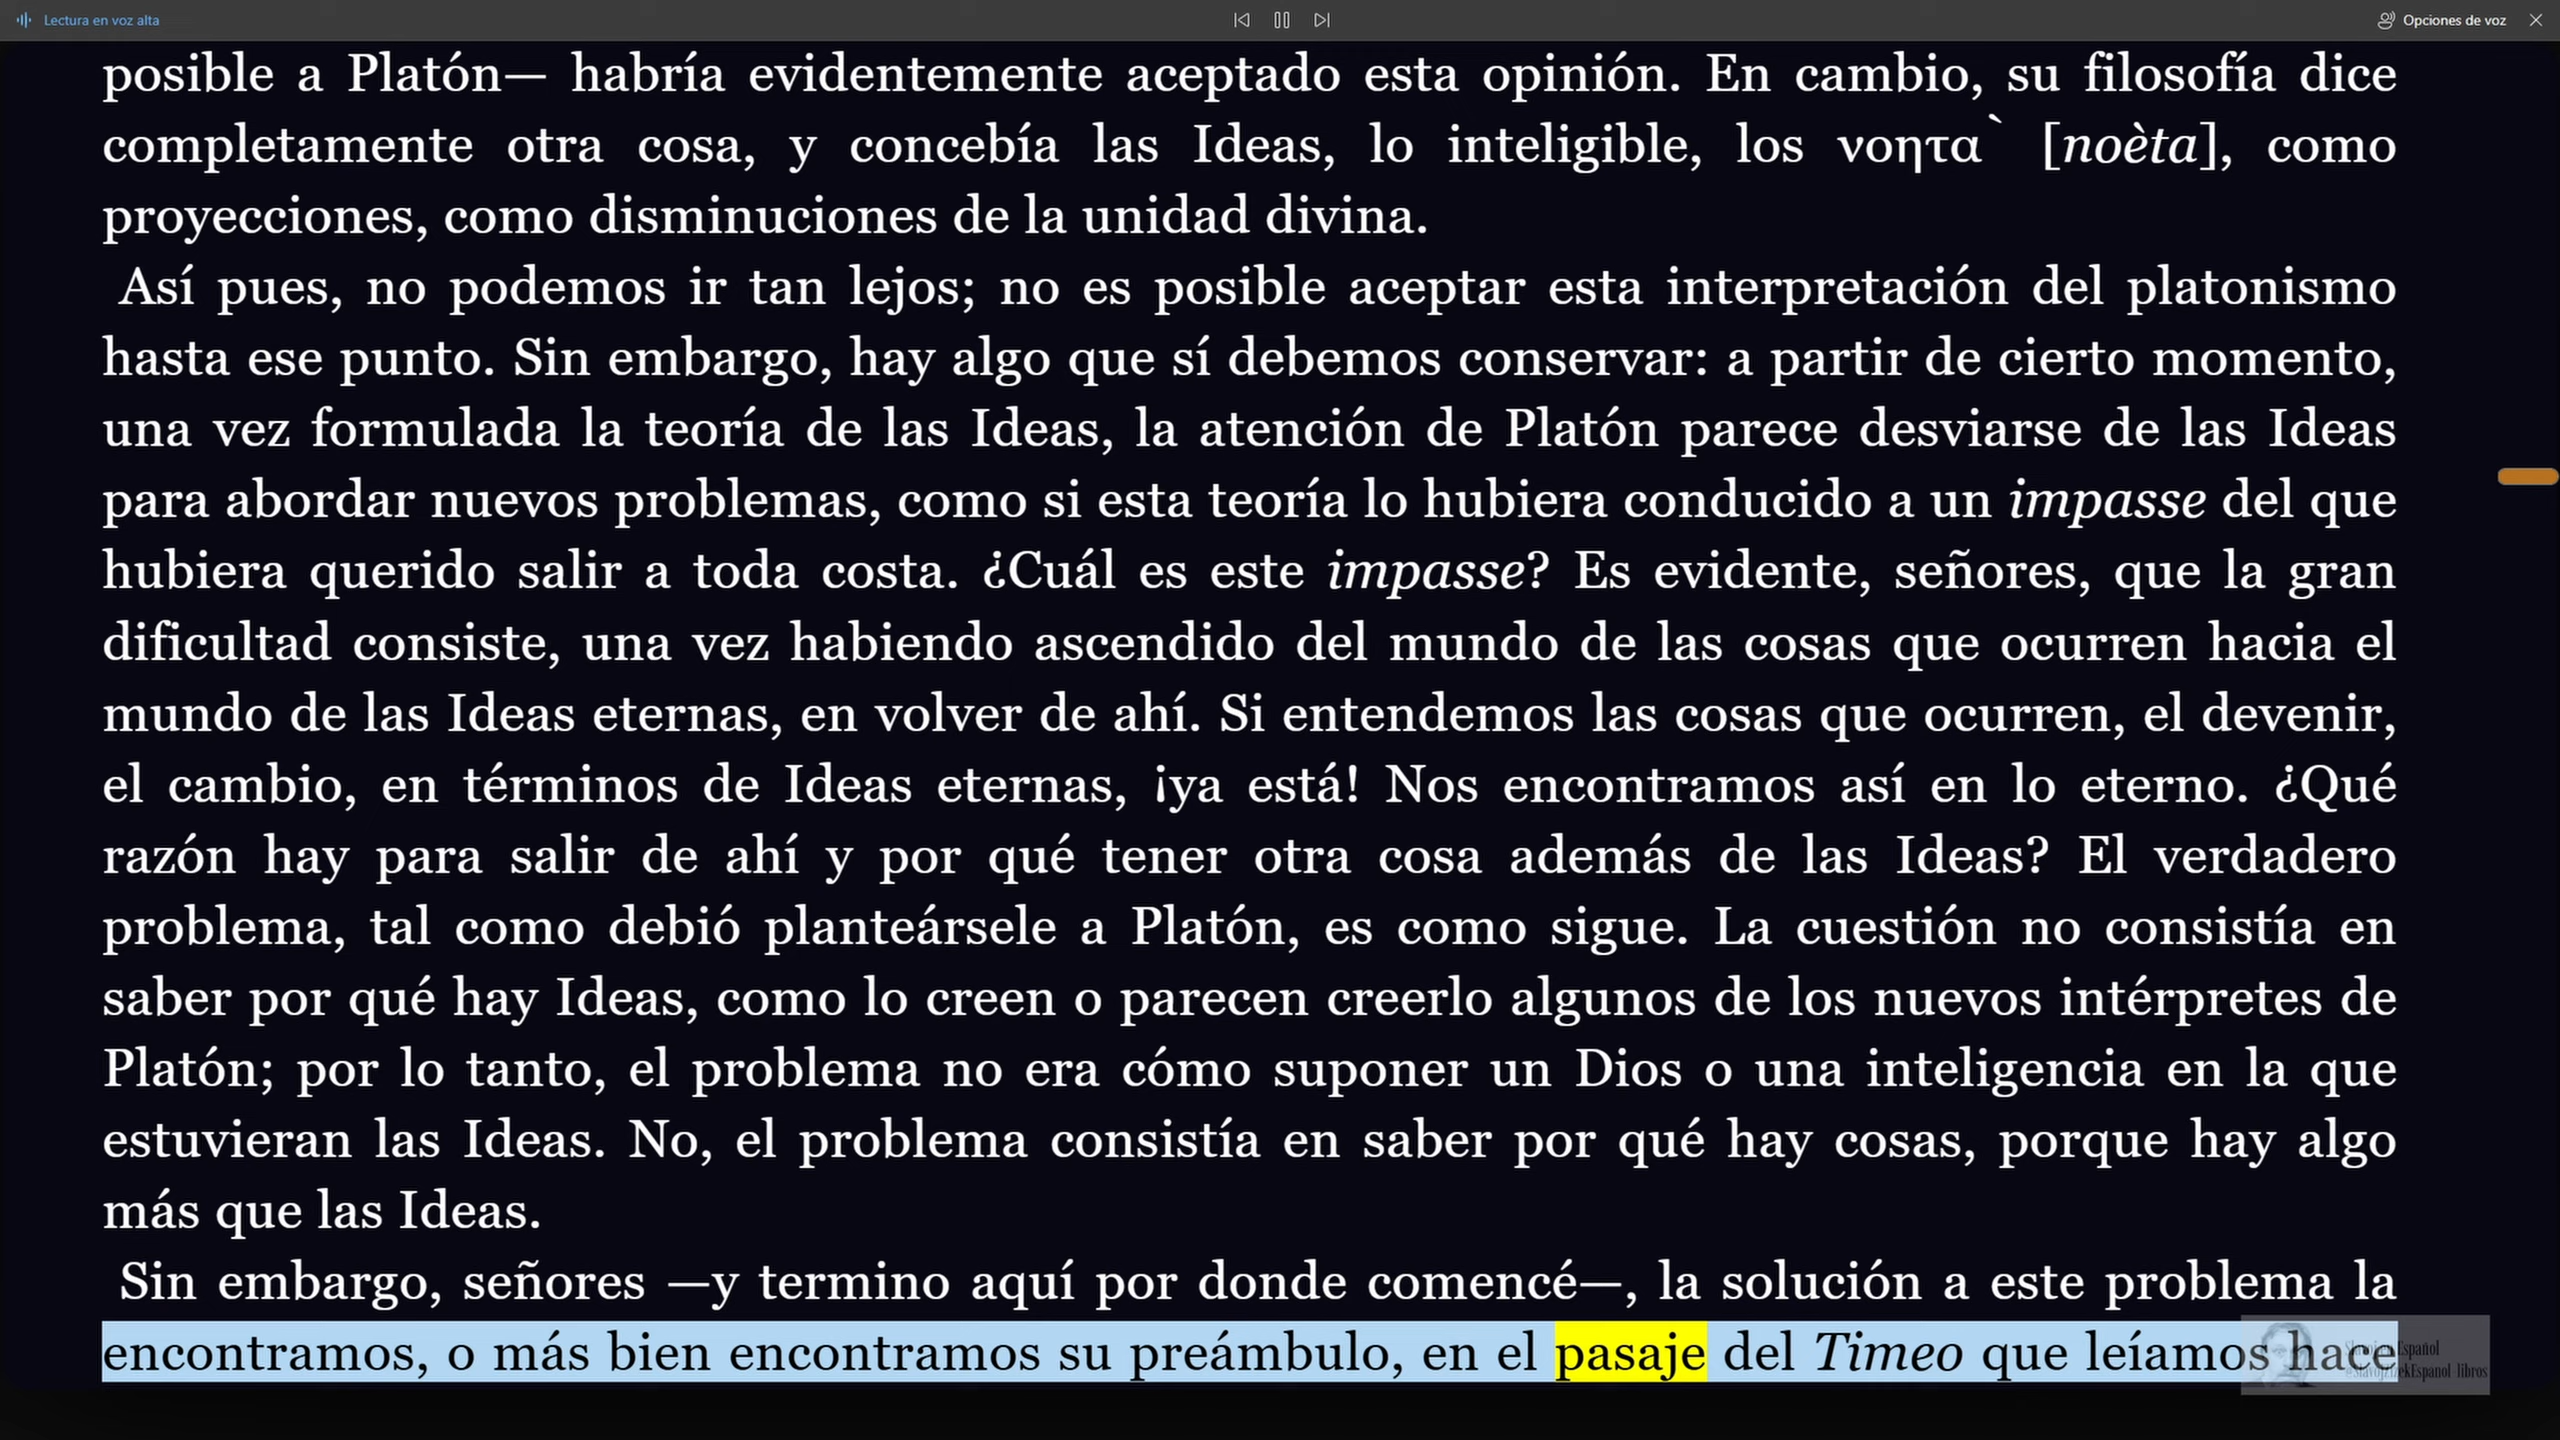 Lectura en voz alta
Opciones de voz
posible a Platón— habría evidentemente aceptado esta opinión. En cambio, su filosofía dice
completamente otra cosa, y concebía las Ideas, lo inteligible, los νοητα` [noèta], como
proyecciones, como disminuciones de la unidad divina.
Así pues, no podemos ir tan lejos; no es posible aceptar esta interpretación del platonismo
hasta ese punto. Sin embargo, hay algo que sí debemos conservar: a partir de cierto momento,
una vez formulada la teoría de las Ideas, la atención de Platón parece desviarse de las Ideas
para abordar nuevos problemas, como si esta teoría lo hubiera conducido a un impasse del que
hubiera querido salir a toda costa. ¿Cuál es este impasse? Es evidente, señores, que la gran
dificultad consiste, una vez habiendo ascendido del mundo de las cosas que ocurren hacia el
mundo de las Ideas eternas, en volver de ahí. Si entendemos las cosas que ocurren, el devenir,
el cambio, en términos de Ideas eternas, ¡ya está! Nos encontramos así en lo eterno. ¿Qué
razón hay para salir de ahí y por qué tener otra cosa además de las Ideas? El verdadero
problema, tal como debió planteársele a Platón, es como sigue. La cuestión no consistía en
saber por qué hay Ideas, como lo creen o parecen creerlo algunos de los nuevos intérpretes de
Platón; por lo tanto, el problema no era cómo suponer un Dios o una inteligencia en la que
estuvieran las Ideas. No, el problema consistía en saber por qué hay cosas, porque hay algo
más que las Ideas.
Sin embargo, señores —y termino aquí por donde comencé—, la solución a este problema la
encontramos, o más bien encontramos su preámbulo, en el pasaje del Timeo que leíamos hace
Español